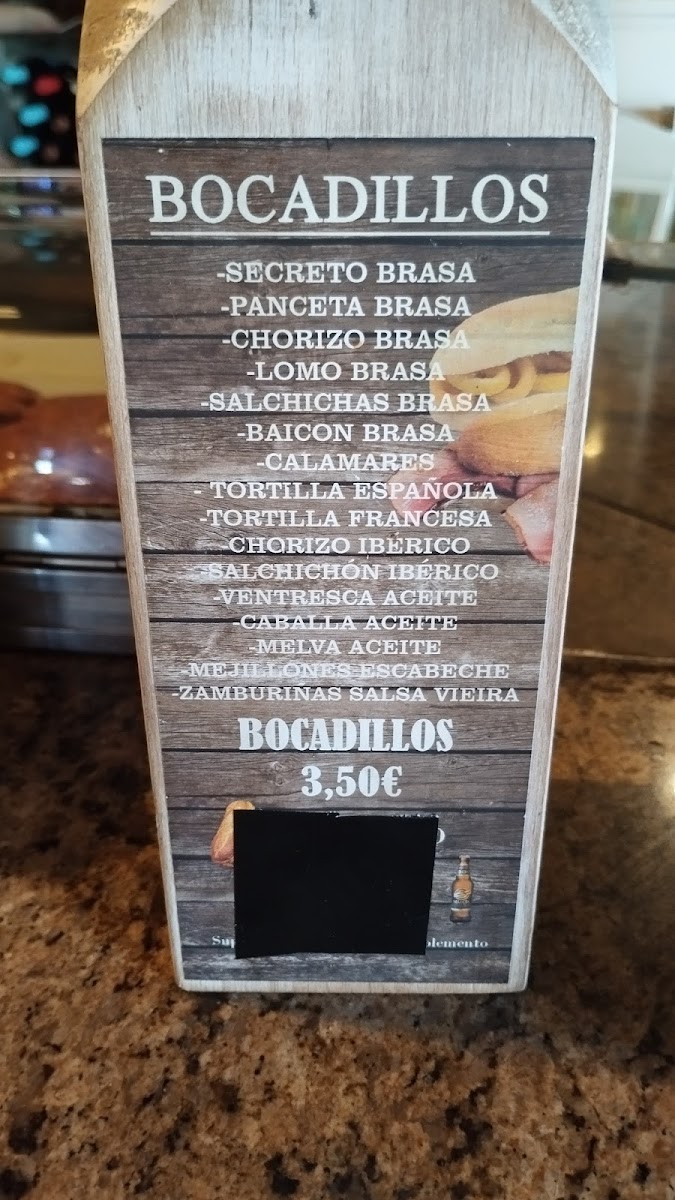 BOCADILLOS
-SECRETO BRASA
-PANCETA BRASA
-CHORIZO BRASA
-LOMO BRASA
-SALCHICHAS BRASA
-BAICON BRASA
-CALAMARES
- TORTILLA ESPAÑOLA
-TORTILLA FRANCESA
-CHORIZO IBÉRICO
-SALCHICHÓN IBÉRICO
-VENTRESCA ACEITE
-CABALLA ACEITE
-MELVA ACEITE
-MEJILLONES ESCABECHE
-ZAMBURIÑAS SALSA VIEIRA
BOCADILLOS
3,50€